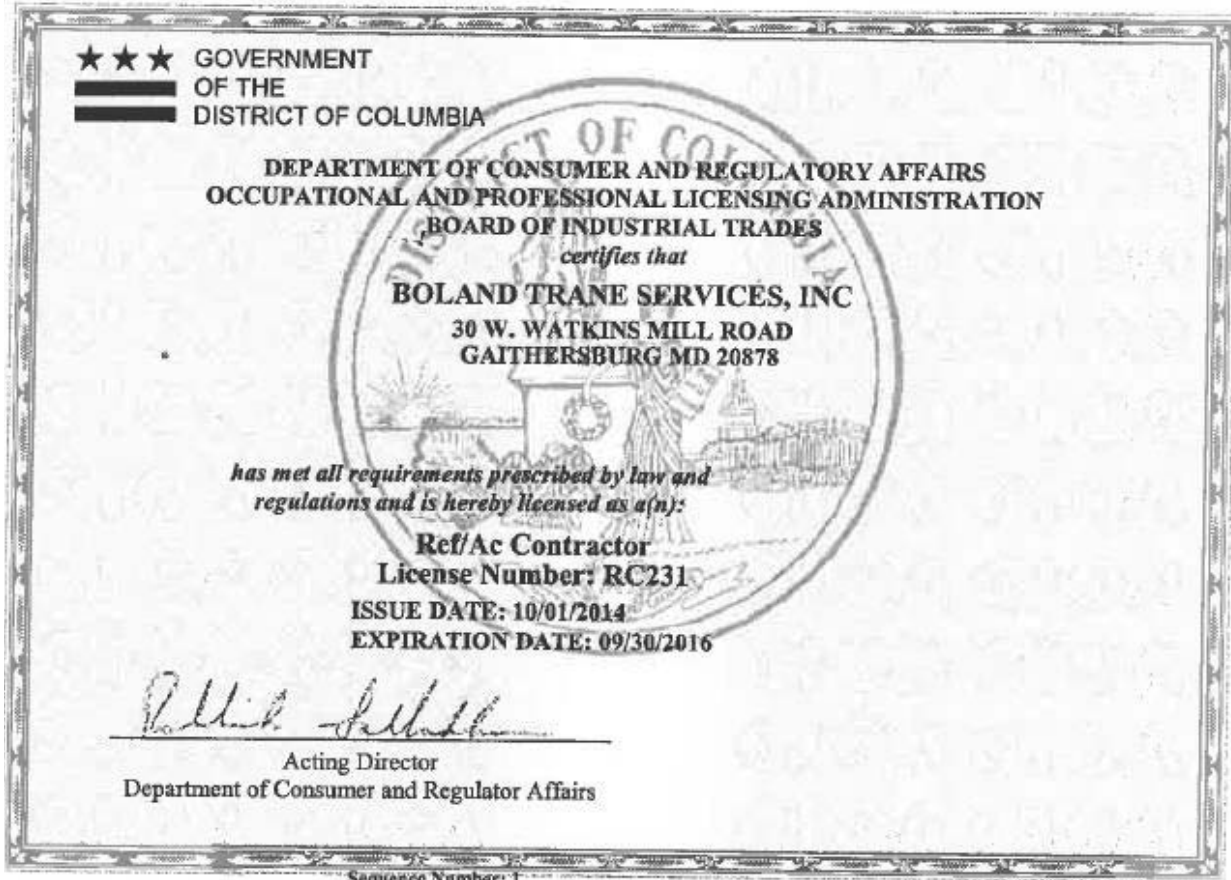 ★★★ GOVERNMENT
OF THE
DISTRICT OF COLUMBIA
DISTRICT OF COLUMBIA
DEPARTMENT OF CONSUMER AND REGULATORY AFFAIRS
OCCUPATIONAL AND PROFESSIONAL LICENSING ADMINISTRATION
BOARD OF INDUSTRIAL TRADES
certifies that
BOLAND TRANE SERVICES, INC
30 W. WATKINS MILL ROAD
GAITHERSBURG MD 20878
has met all requirements prescribed by law and
regulations and is hereby licensed as a(n):
Ref/Ac Contractor
License Number: RC231
ISSUE DATE: 10/01/2014
EXPIRATION DATE: 09/30/2016
Acting Director
Department of Consumer and Regulator Affairs
Sequence Number: 1